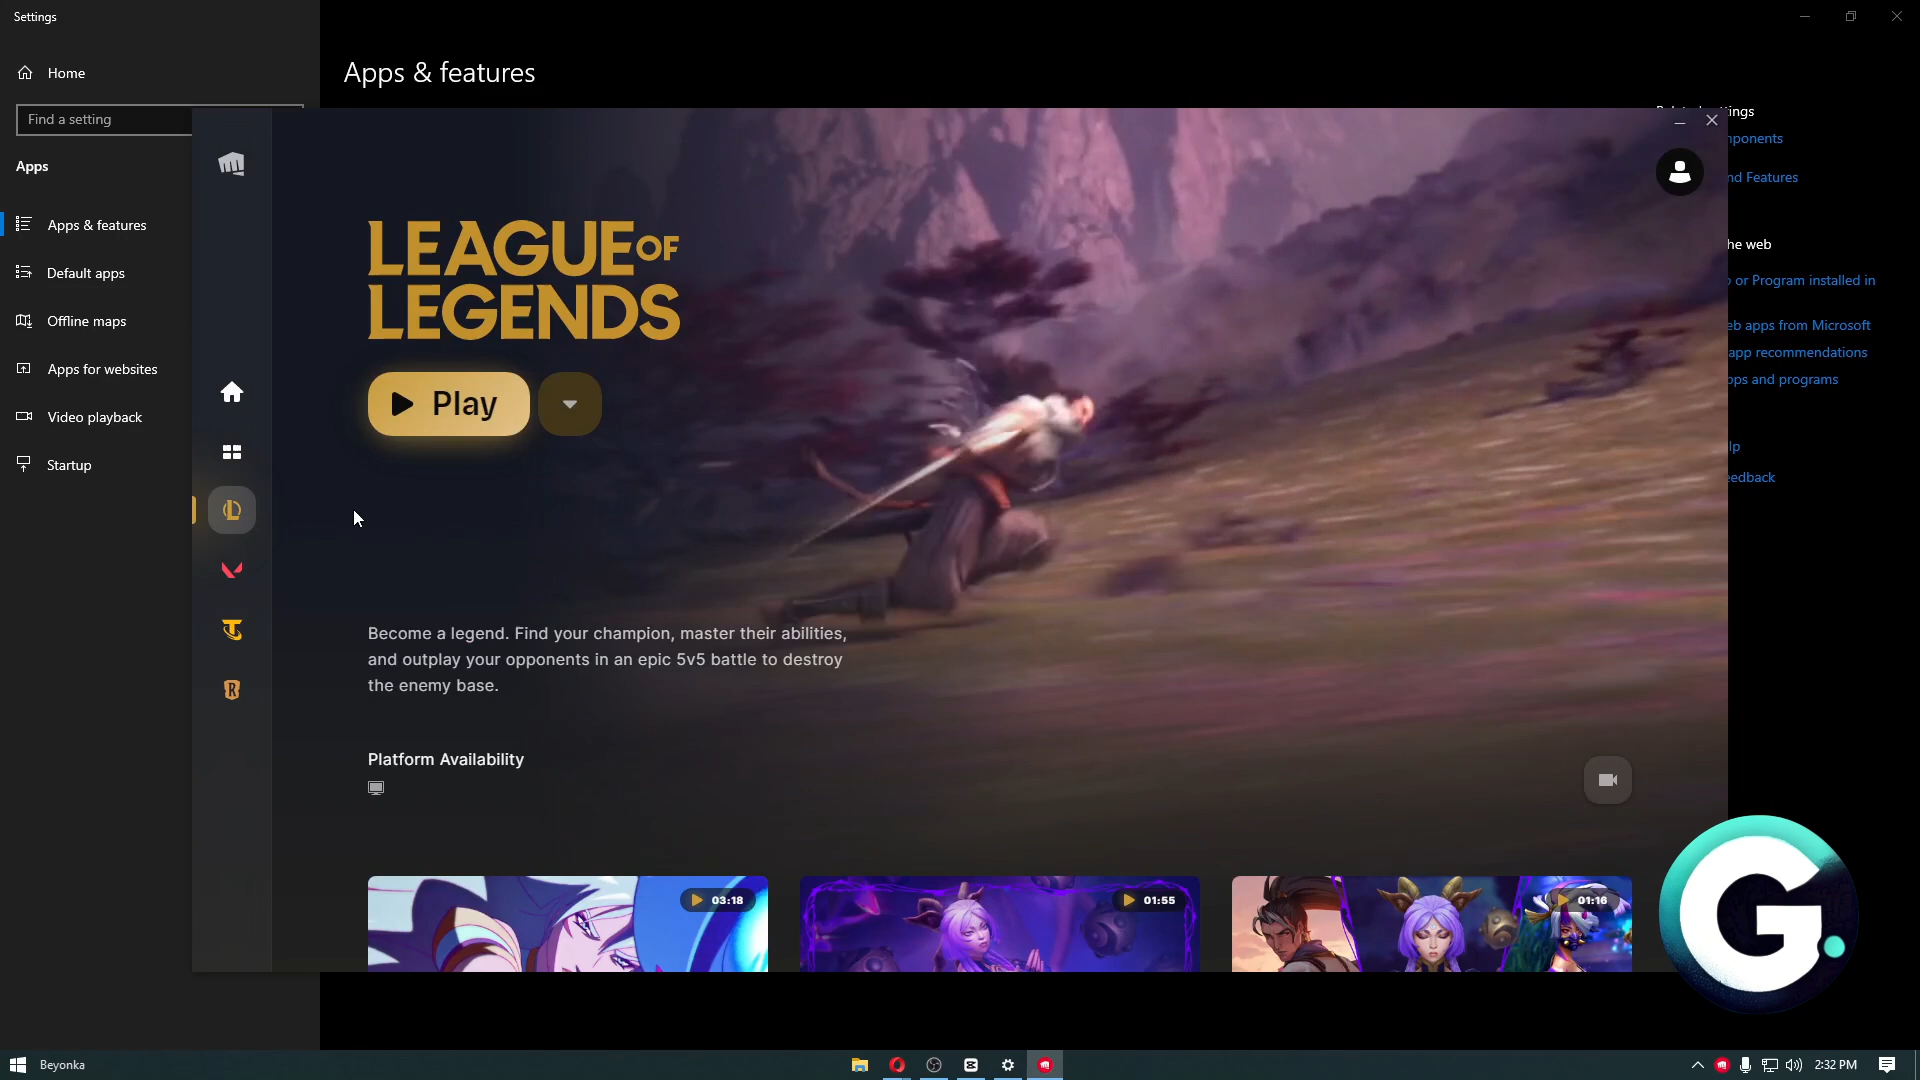 Settings
Home
Find a setting
Apps
Apps & features
Default apps
Offline maps
Apps for websites
Video playback
Startup
Apps & features
LEAGUE OF
LEGENDS
Play
Become a legend. Find your champion, master their abilities,
and outplay your opponents in an epic 5v5 battle to destroy
the enemy base.
Platform Availability
03:18
01:55
01:16
ponents
nd Features
he web
or Program installed in
eb apps from Microsoft
app recommendations
ps and programs
lp
eedback
G
Beyonka
2:32 PM